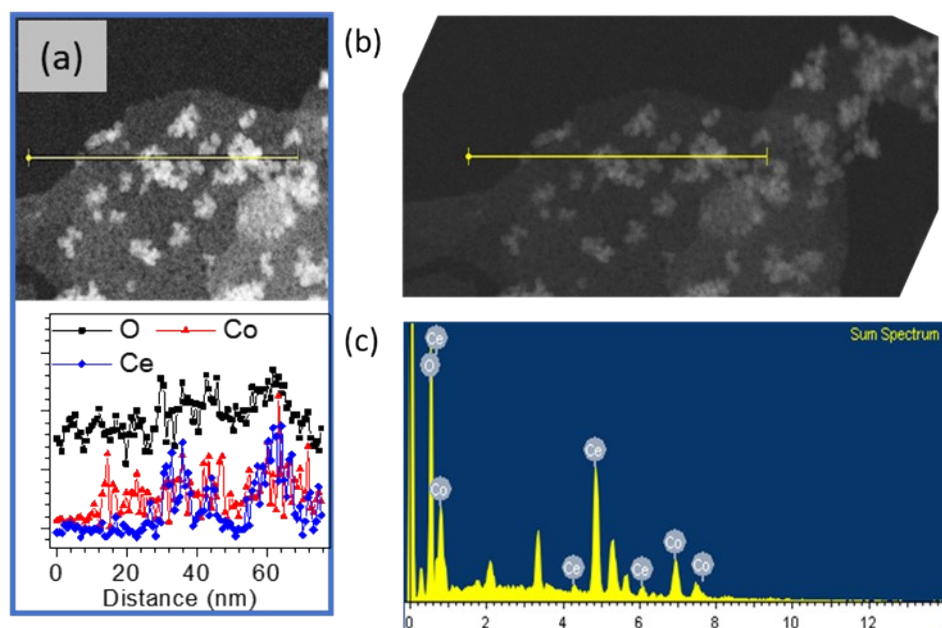 (a)
(b)
O Co
Ce
0 20 40 60
Distance (nm)
(c)
Sum Spectrum
Ce
O
Co
Ce
Ce
Ce
Co
Co
0 2 4 6 8 10 12